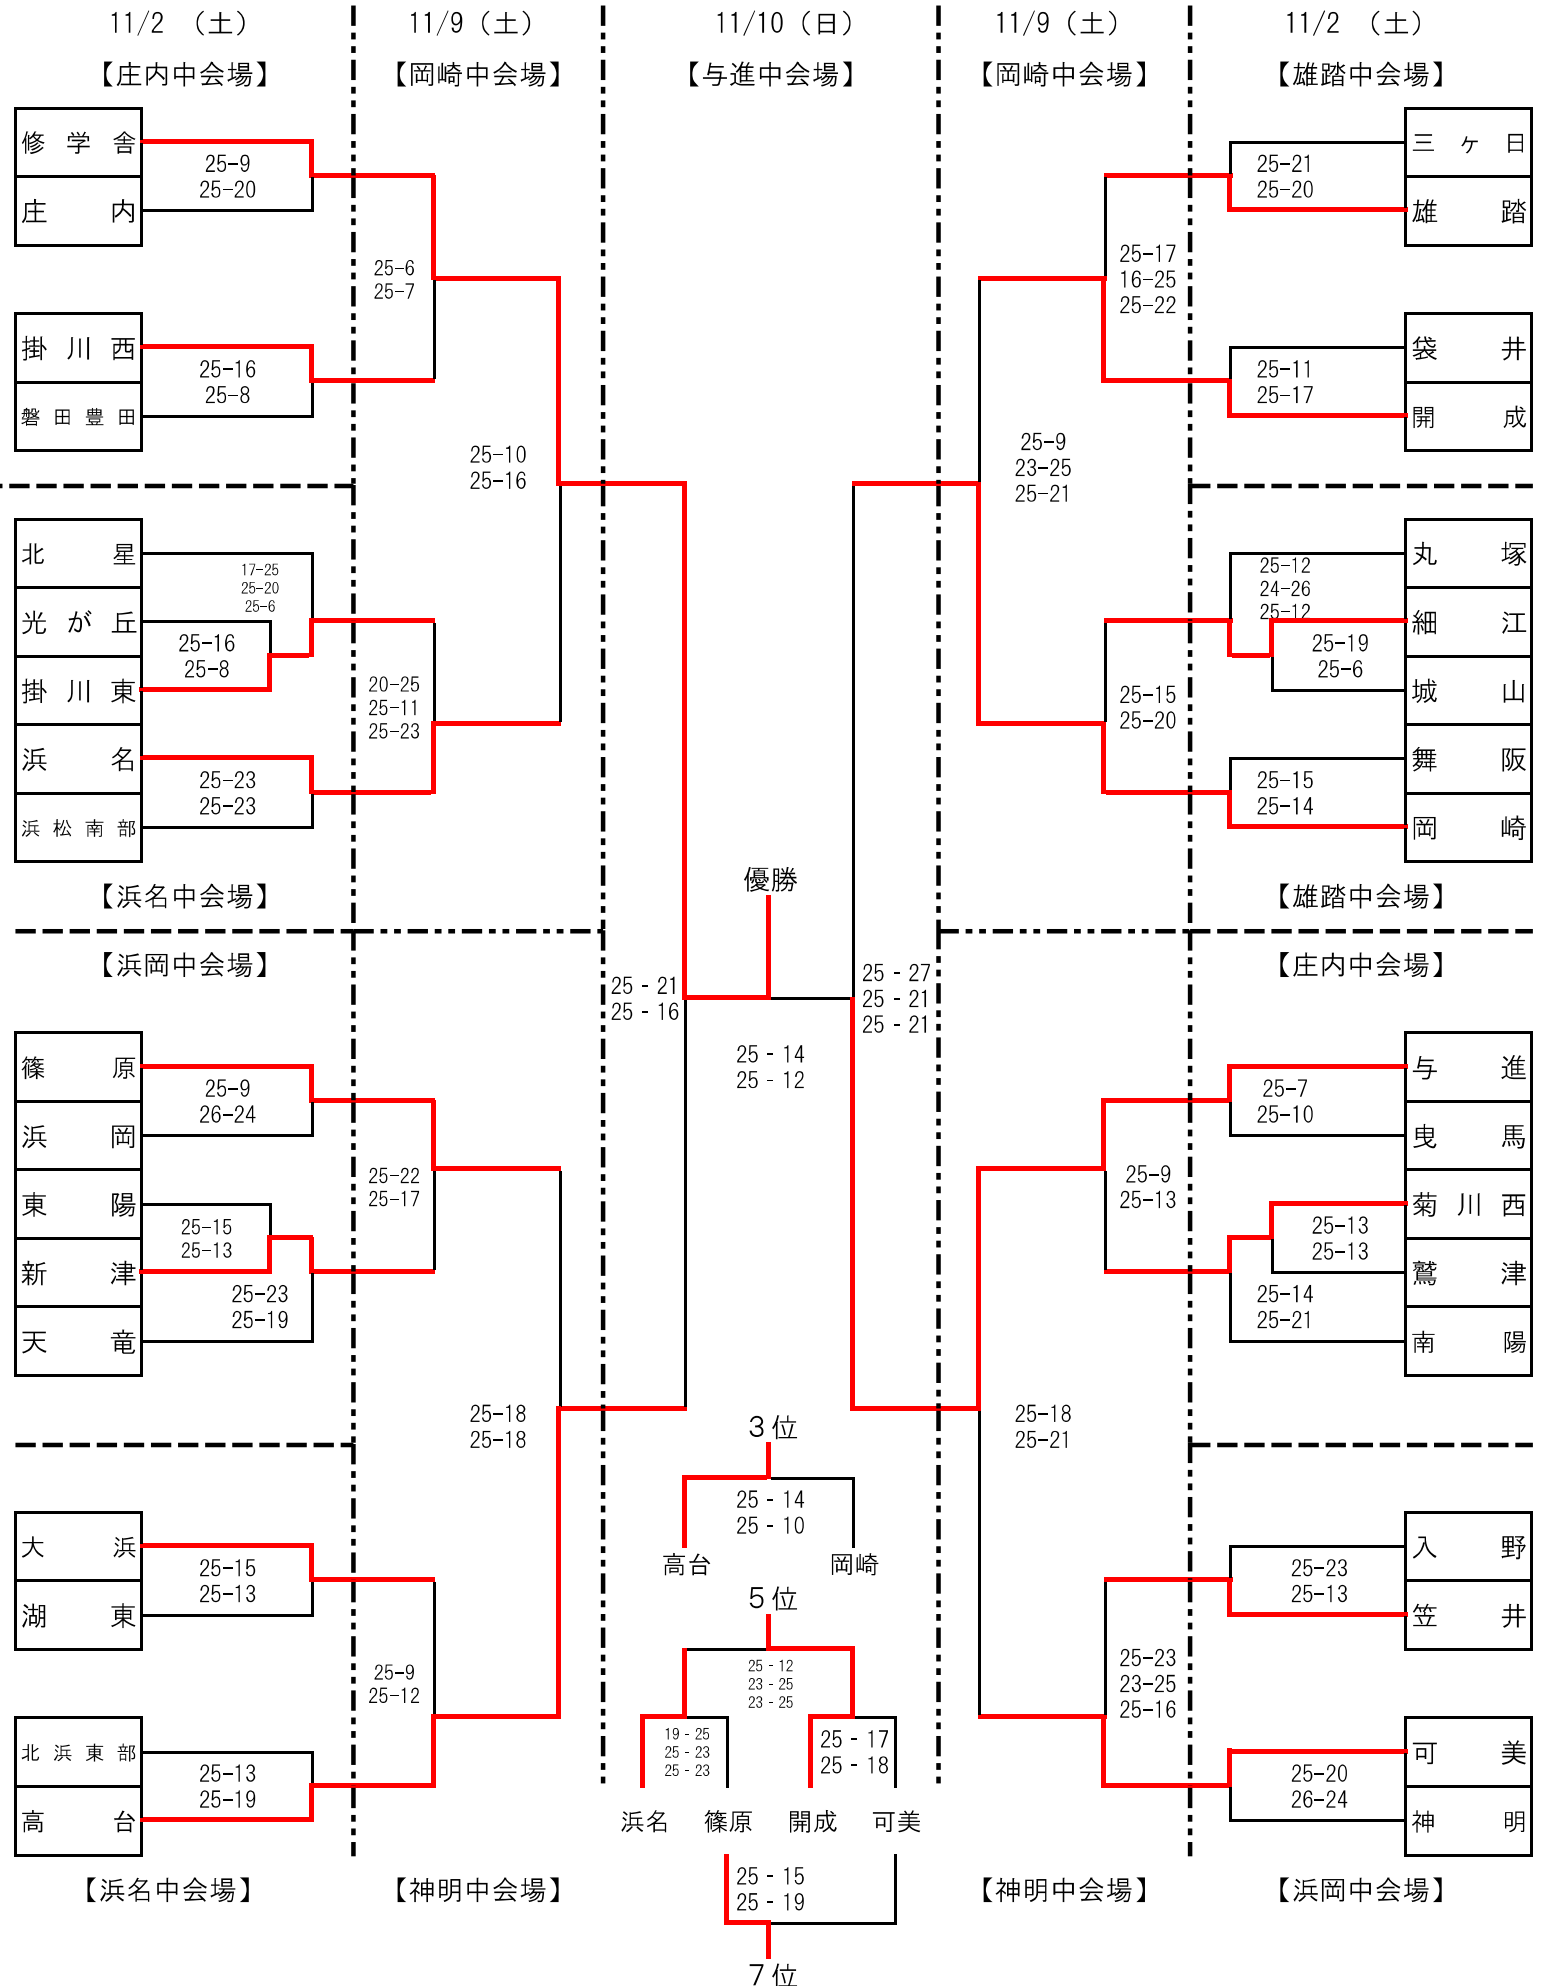 11/2 （土）
11/9（土）
11/10（日）
11/9（土）
11/2 （土）
【庄内中会場】
【岡崎中会場】
【与進中会場】
【岡崎中会場】
【雄踏中会場】
修学舎
25-9
25-20
庄内
25-6
25-7
掛川西
25-16
25-8
磐田豊田
25-10
25-16
北星
17-25
25-20
25-6
光が丘
25-16
25-8
掛川東
20-25
25-11
25-23
浜名
25-23
25-23
浜松南部
【浜名中会場】
【浜岡中会場】
篠原
25-9
26-24
浜岡
25-22
25-17
東陽
25-15
25-13
新津
25-23
25-19
天竜
25-18
25-18
大浜
25-15
25-13
湖東
25-9
25-12
北浜東部
25-13
25-19
高台
【浜名中会場】
【神明中会場】
優勝
25 - 21
25 - 16
25 - 27
25 - 21
25 - 21
25 - 14
25 - 12
3位
25 - 14
25 - 10
高台
岡崎
5位
25 - 12
23 - 25
23 - 25
19 - 25
25 - 23
25 - 23
25 - 17
25 - 18
浜名
篠原
開成
可美
25 - 15
25 - 19
7位
三ヶ日
25-21
25-20
雄踏
25-17
16-25
25-22
袋井
25-11
25-17
開成
25-9
23-25
25-21
丸塚
25-12
24-26
25-12
細江
25-19
25-6
城山
25-15
25-20
舞阪
25-15
25-14
岡崎
【雄踏中会場】
【庄内中会場】
与進
25-7
25-10
曳馬
25-9
25-13
菊川西
25-13
25-13
鷲津
25-14
25-21
南陽
25-18
25-21
入野
25-23
25-13
笠井
25-23
23-25
25-16
可美
25-20
26-24
神明
【神明中会場】
【浜岡中会場】